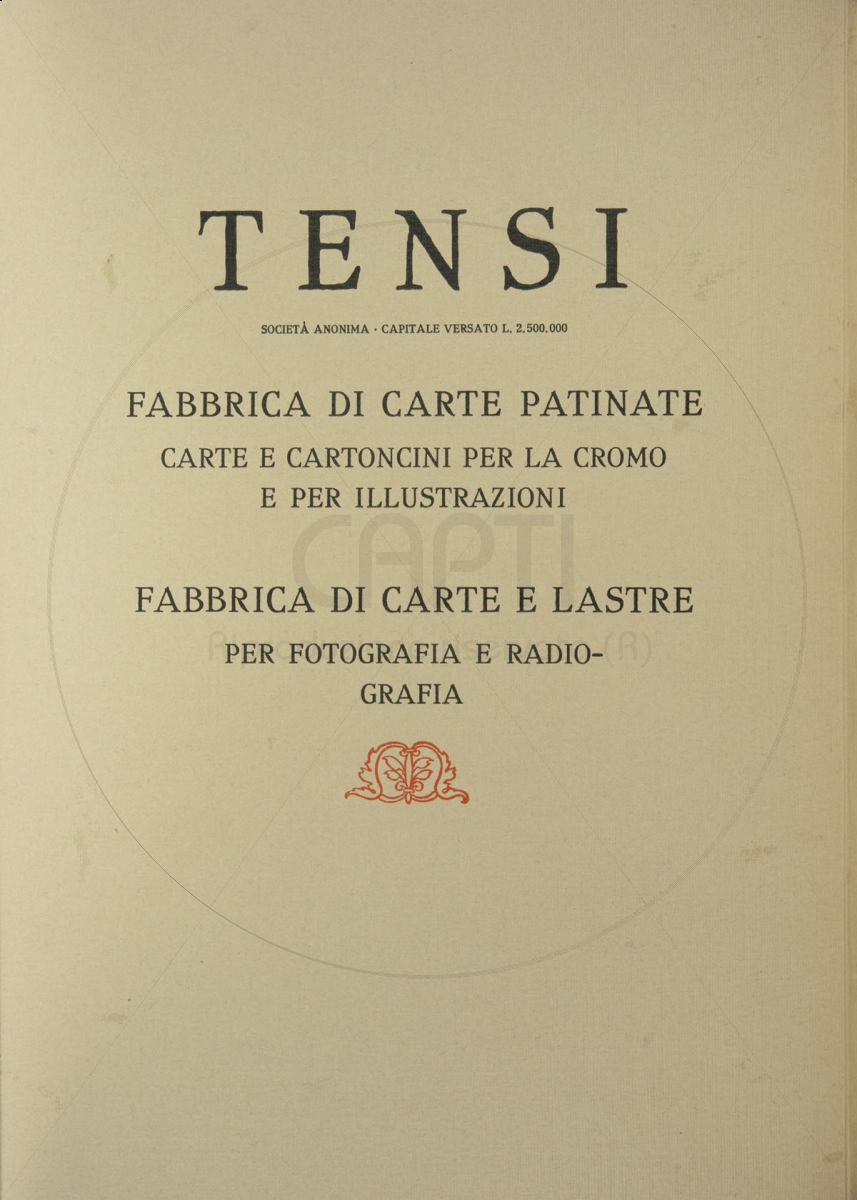 TENSI
SOCIETÀ ANONIMA · CAPITALE VERSATO L. 2.500.000
FABBRICA DI CARTE PATINATE
CARTE E CARTONCINI PER LA CROMO
E PER ILLUSTRAZIONI
CAPTI
FABBRICA DI CARTE E LASTRE
PER FOTOGRAFIA E RADIO-
GRAFIA